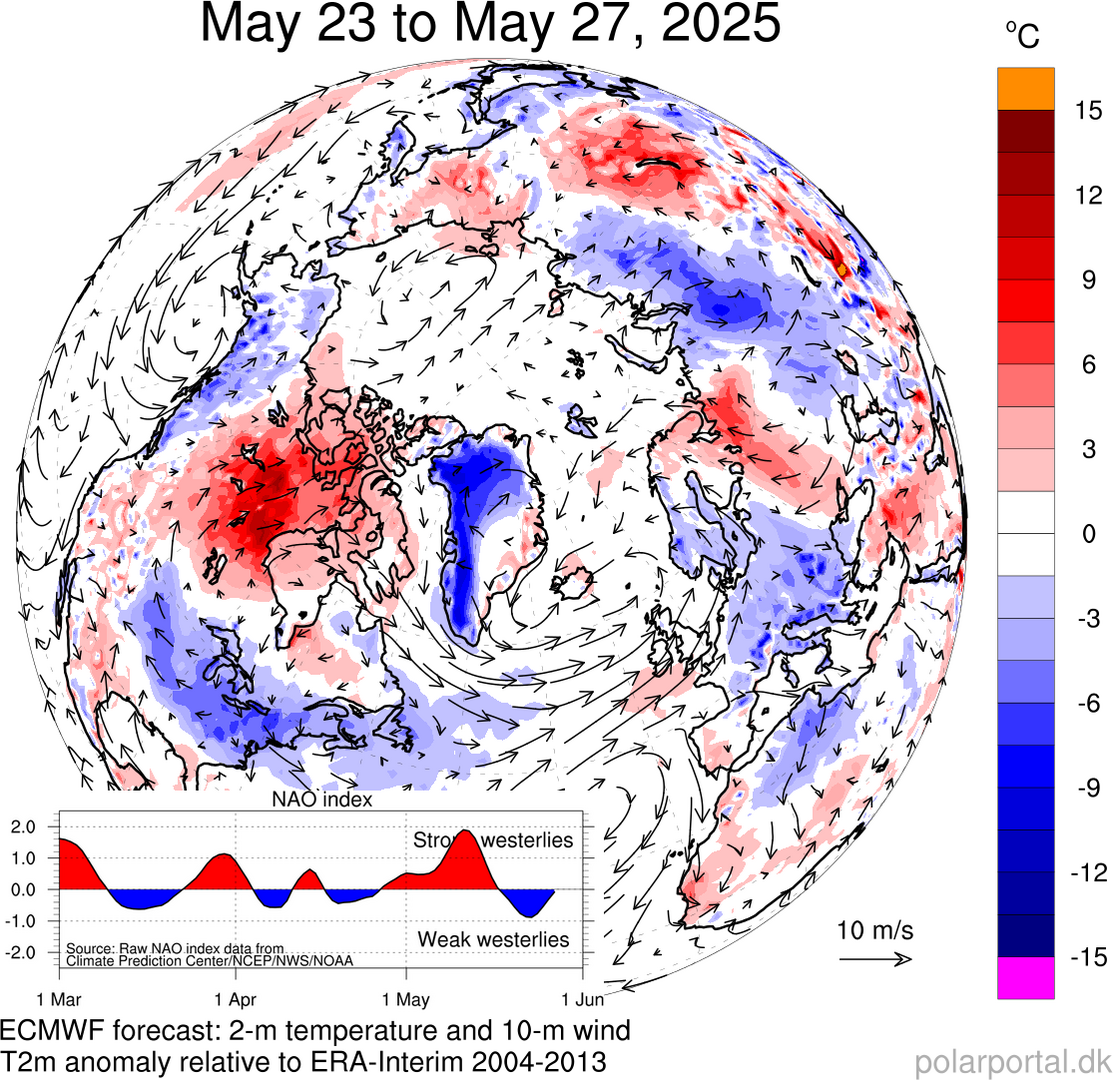 May 23 to May 27, 2025
oC
15
12
9
6
3
0
-3
-6
-9
-12
-15
10 m/s
NAO index
2.0
1.0
0.0
-1.0
-2.0
Strong westerlies
Weak westerlies
Source: Raw NAO index data from
Climate Prediction Center/NCEP/NWS/NOAA
1 Mar
1 Apr
1 May
1 Jun
ECMWF forecast: 2-m temperature and 10-m wind
T2m anomaly relative to ERA-Interim 2004-2013
polarportal.dk